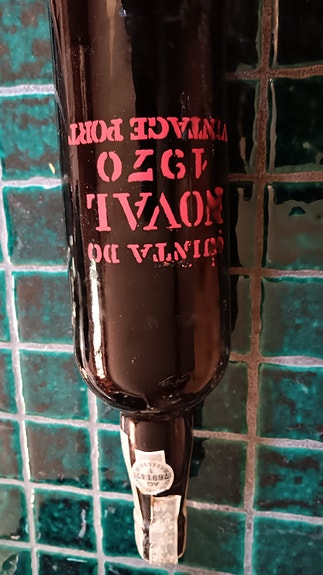 QUINTA DO
NOVAL
1970
VINTAGE PORT